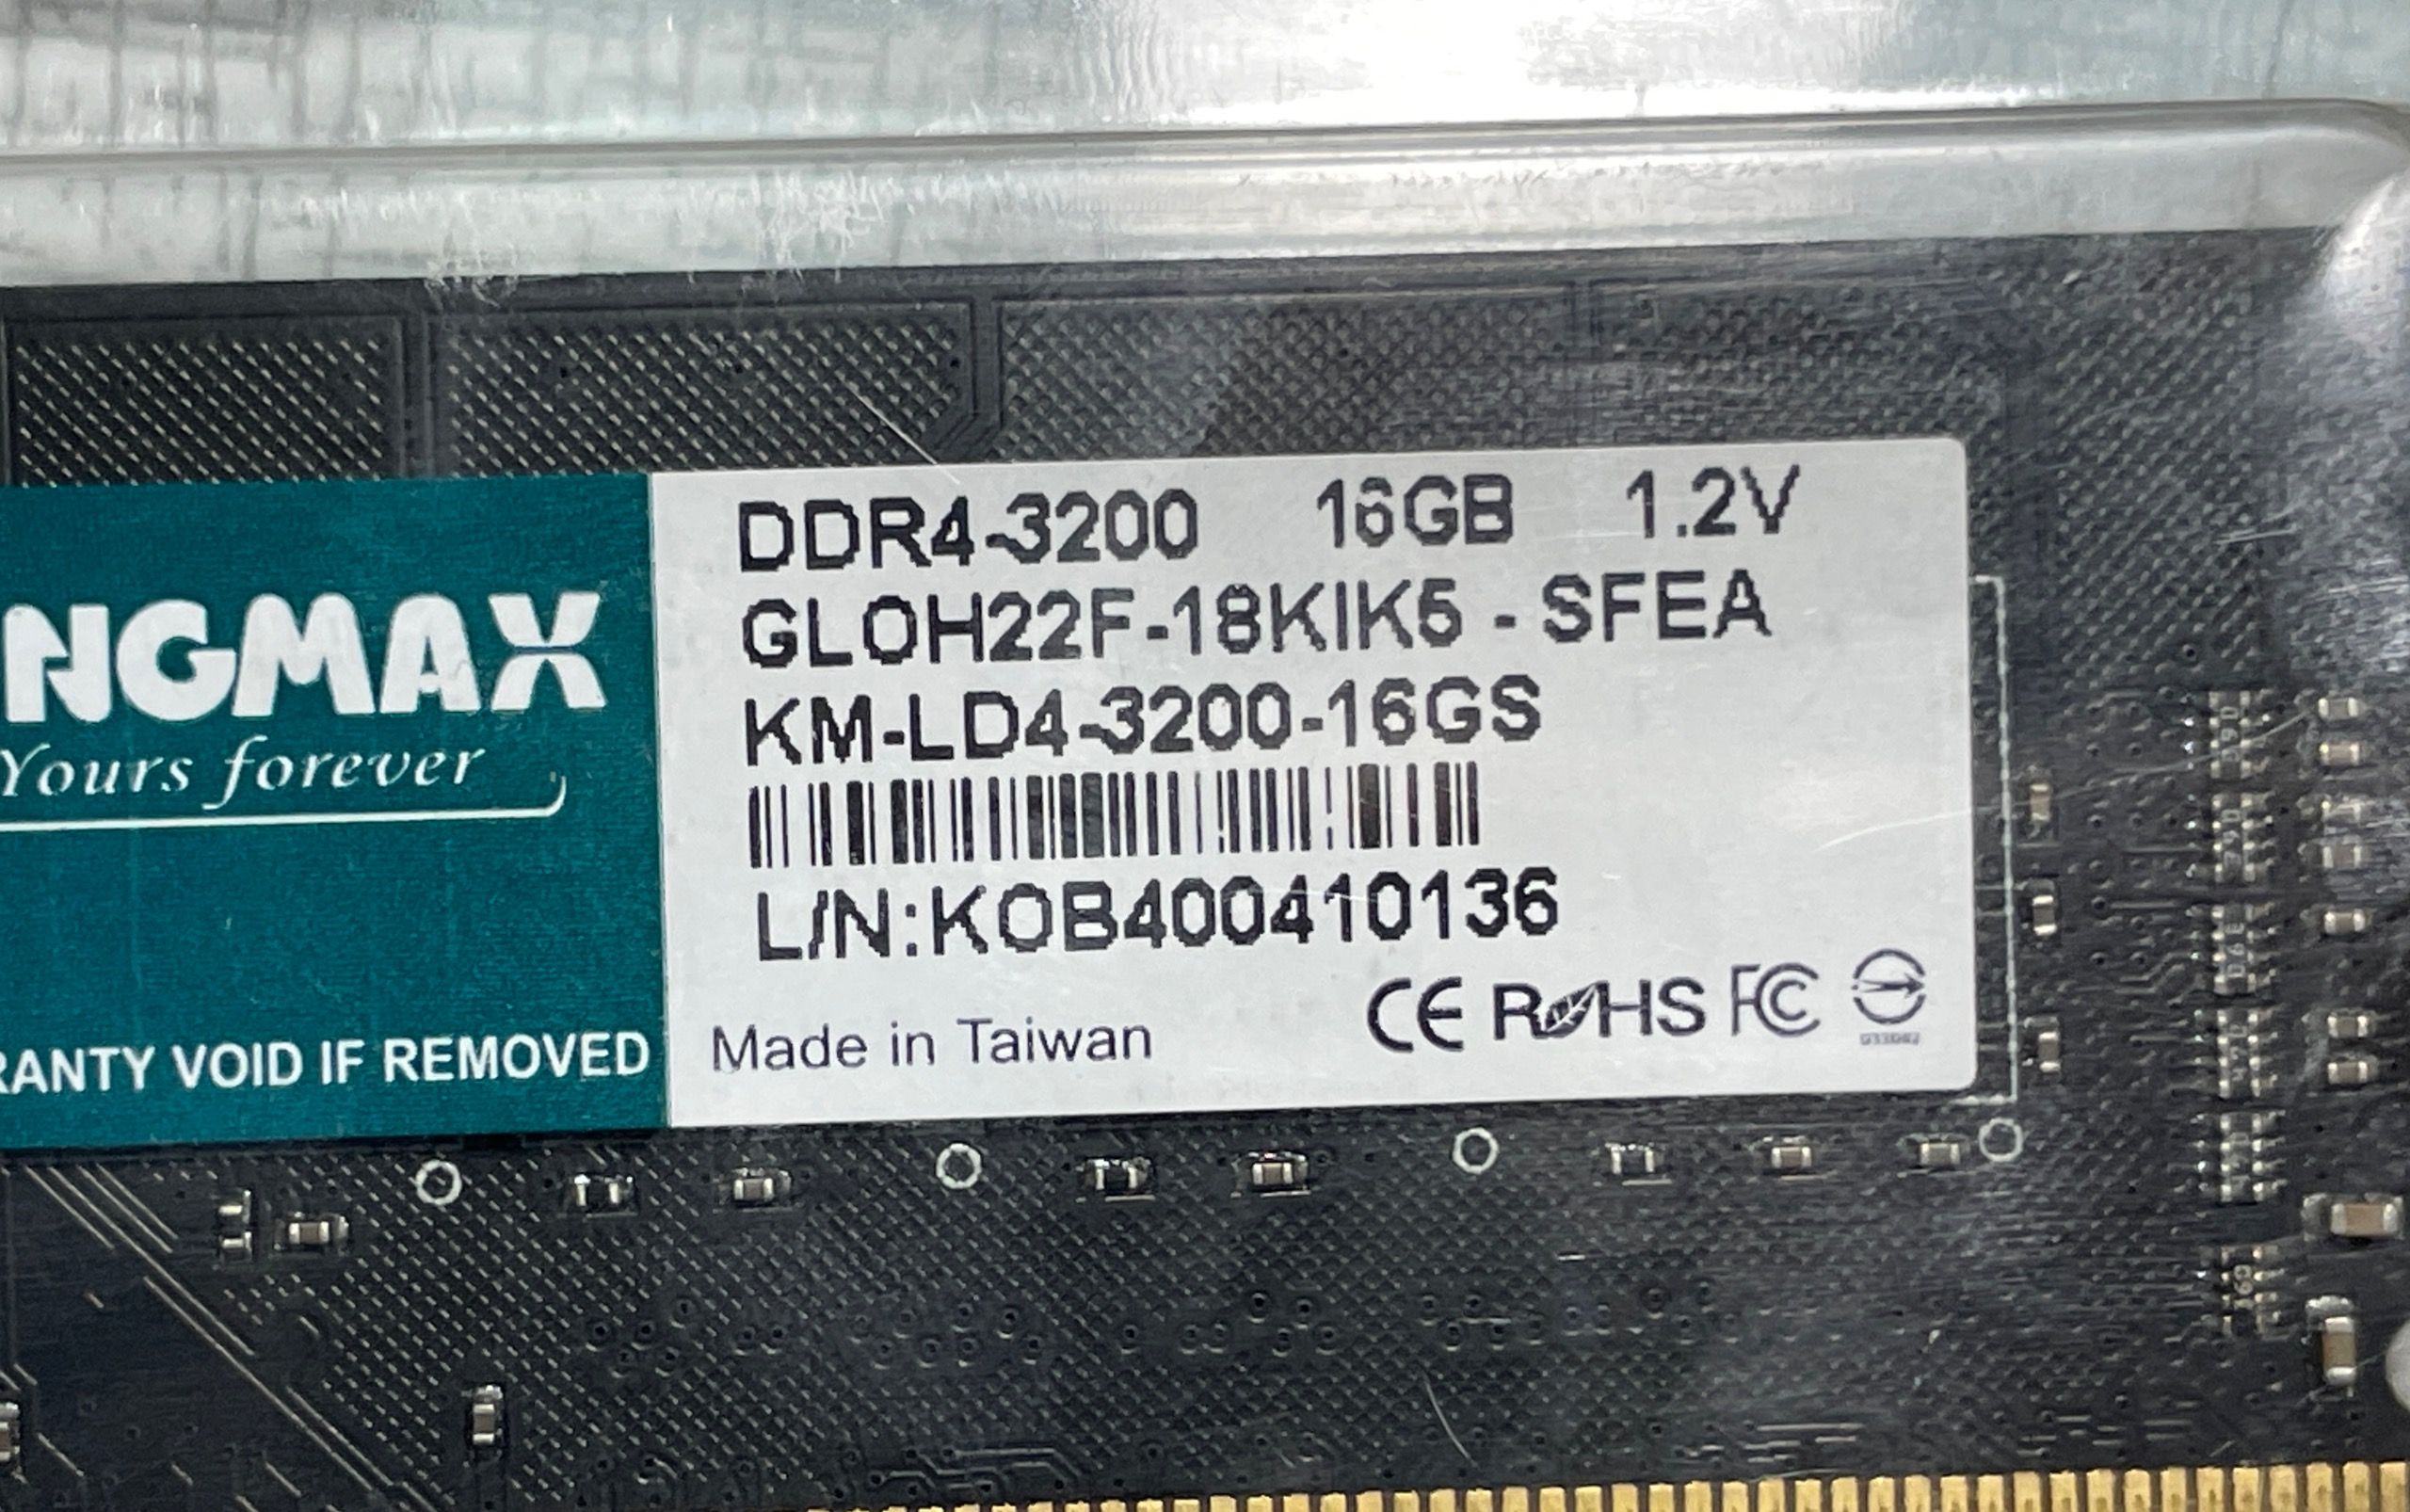 DDR4-3200 16GB 1.2V
GLOH22F-18KIK5 - SFEA
NGMAX
KM-LD4-3200-16GS
Yours forever
L/N:KOB400410136
RANTY VOID IF REMOVED
Made in Taiwan
CE RoHS FC